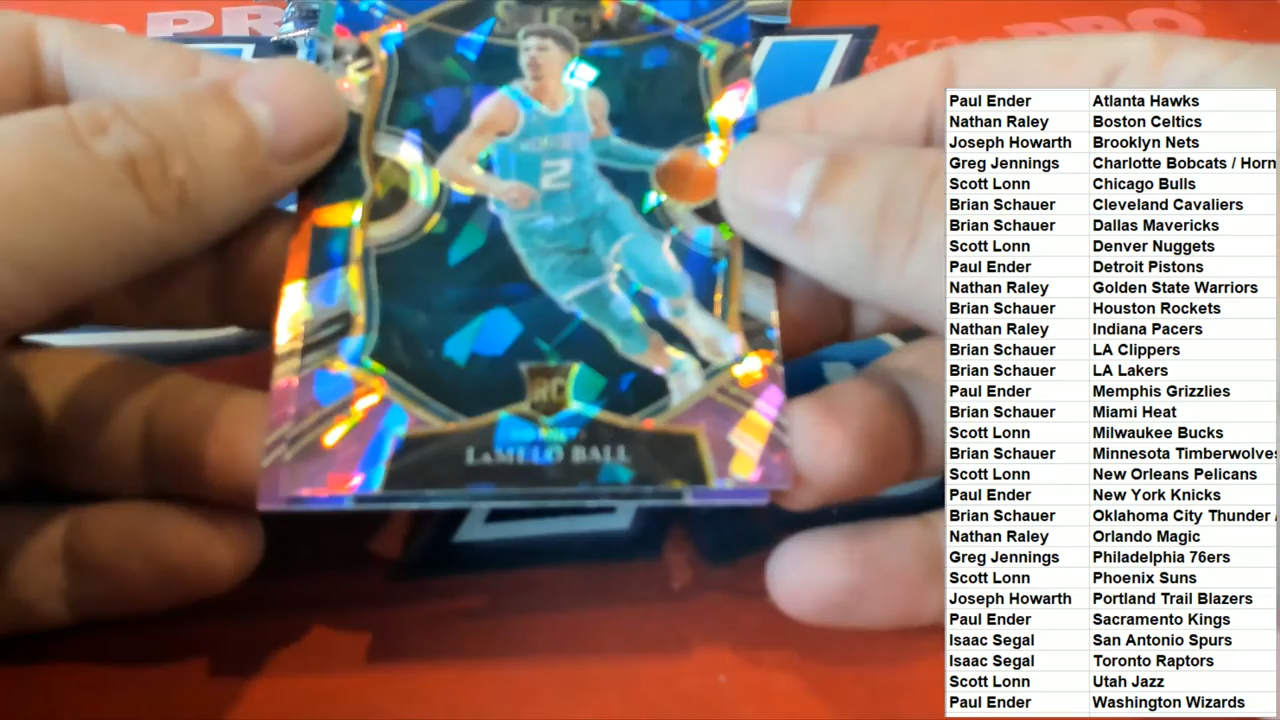 SELECT
2
RC
HORNETS
LAMELO BALL
Paul Ender Atlanta Hawks
Nathan Raley Boston Celtics
Joseph Howarth Brooklyn Nets
Greg Jennings Charlotte Bobcats / Horn
Scott Lonn Chicago Bulls
Brian Schauer Cleveland Cavaliers
Brian Schauer Dallas Mavericks
Scott Lonn Denver Nuggets
Paul Ender Detroit Pistons
Nathan Raley Golden State Warriors
Brian Schauer Houston Rockets
Nathan Raley Indiana Pacers
Brian Schauer LA Clippers
Brian Schauer LA Lakers
Paul Ender Memphis Grizzlies
Brian Schauer Miami Heat
Scott Lonn Milwaukee Bucks
Brian Schauer Minnesota Timberwolves
Scott Lonn New Orleans Pelicans
Paul Ender New York Knicks
Brian Schauer Oklahoma City Thunder /
Nathan Raley Orlando Magic
Greg Jennings Philadelphia 76ers
Scott Lonn Phoenix Suns
Joseph Howarth Portland Trail Blazers
Paul Ender Sacramento Kings
Isaac Segal San Antonio Spurs
Isaac Segal Toronto Raptors
Scott Lonn Utah Jazz
Paul Ender Washington Wizards